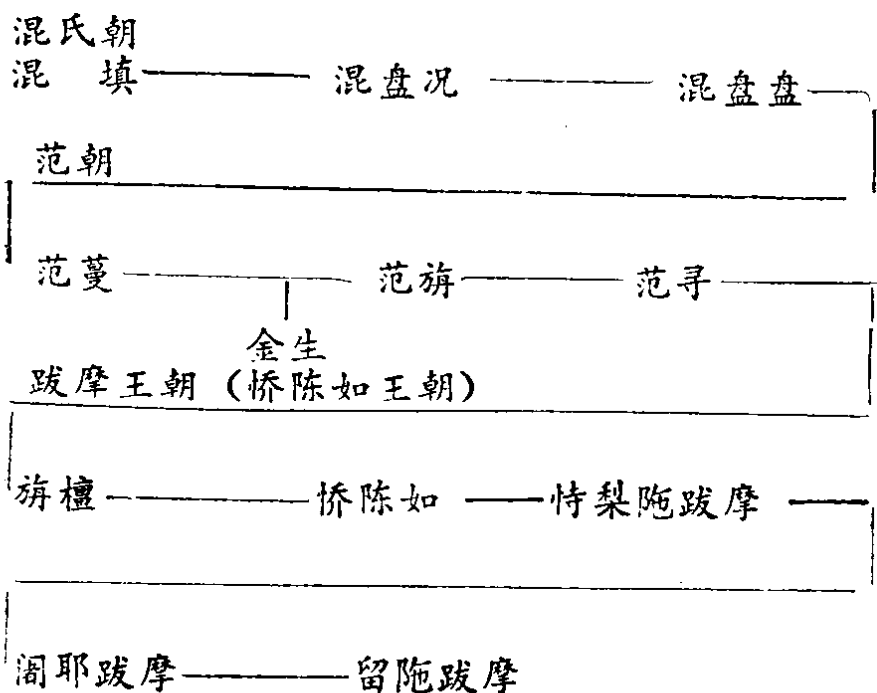 混氏朝
混 填 混盘况 混盘盘
范朝
范蔓 范旃 范寻
金生
跋摩王朝（㤭陈如王朝）
旃檀 㤭陈如 恃梨陁跋摩
阇耶跋摩 留陁跋摩